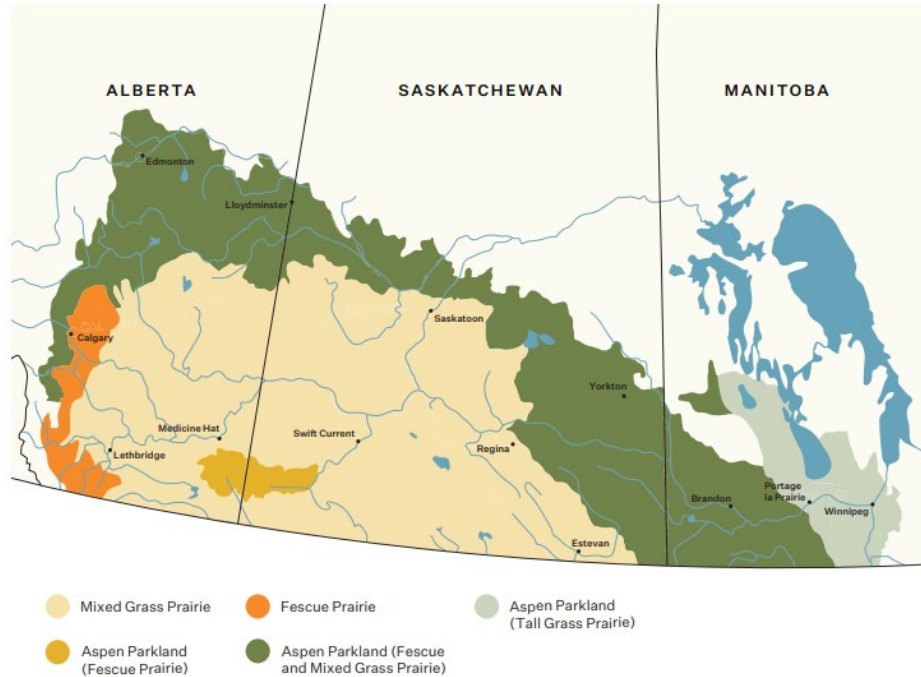 ALBERTA
SASKATCHEWAN
MANITOBA
Edmonton
Lloydminster
Saskatoon
Calgary
Yorkton
Medicine Hat
Swift Current
Regina
Lethbridge
Brandon
Portage
la Prairie
Winnipeg
Estevan
Mixed Grass Prairie
Fescue Prairie
Aspen Parkland
(Tall Grass Prairie)
Aspen Parkland
(Fescue Prairie)
Aspen Parkland (Fescue
and Mixed Grass Prairie)